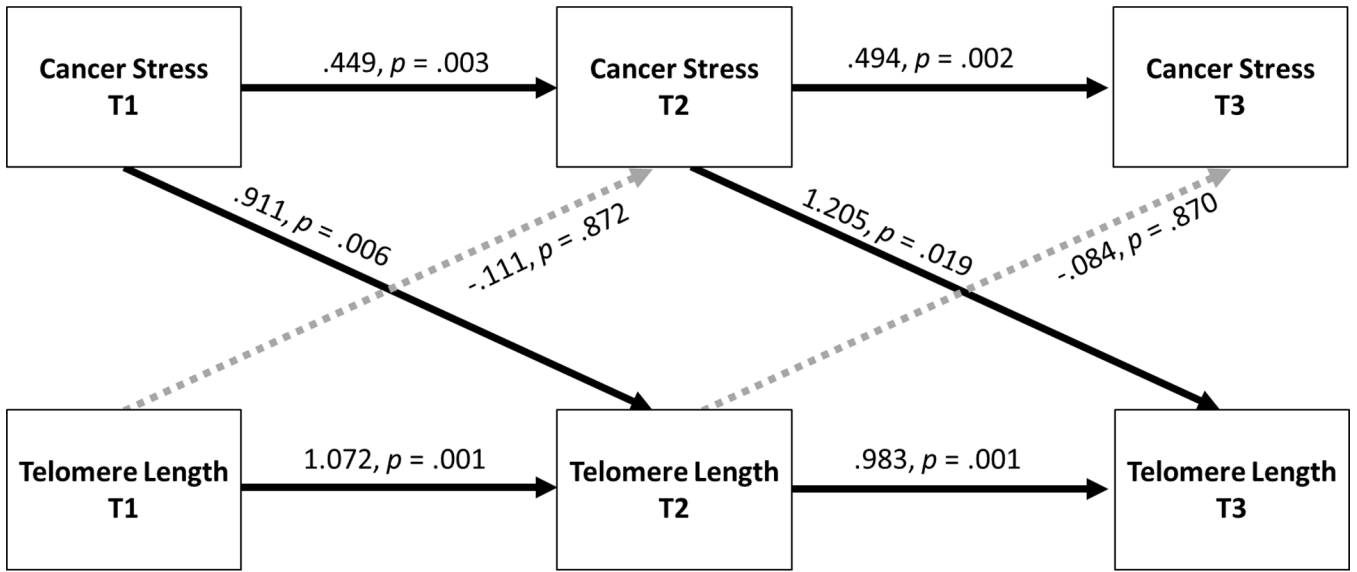 Cancer Stress
T1
.449, p = .003
Cancer Stress
T2
.494, p = .002
Cancer Stress
T3
.911, p = .006
-.111, p = .872
1.205, p = .019
-.084, p = .870
Telomere Length
T1
1.072, p = .001
Telomere Length
T2
.983, p = .001
Telomere Length
T3